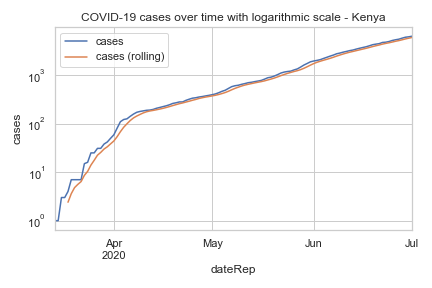 COVID-19 cases over time with logarithmic scale - Kenya
cases
cases (rolling)
10³
10²
10¹
10⁰
cases
Apr
2020
May
Jun
Jul
dateRep